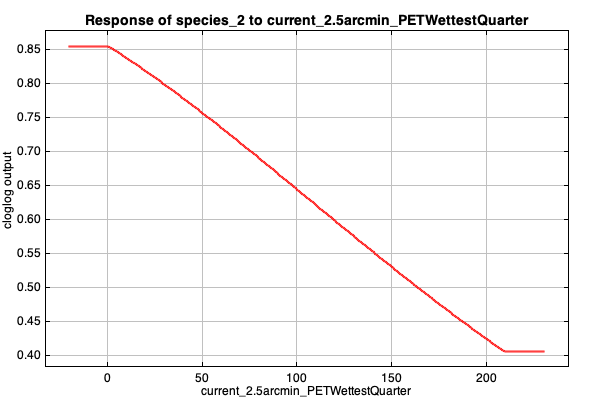 Response of species_2 to current_2.5arcmin_PETWettestQuarter
cloglog output
0.85
0.80
0.75
0.70
0.65
0.60
0.55
0.50
0.45
0.40
0 50 100 150 200
current_2.5arcmin_PETWettestQuarter